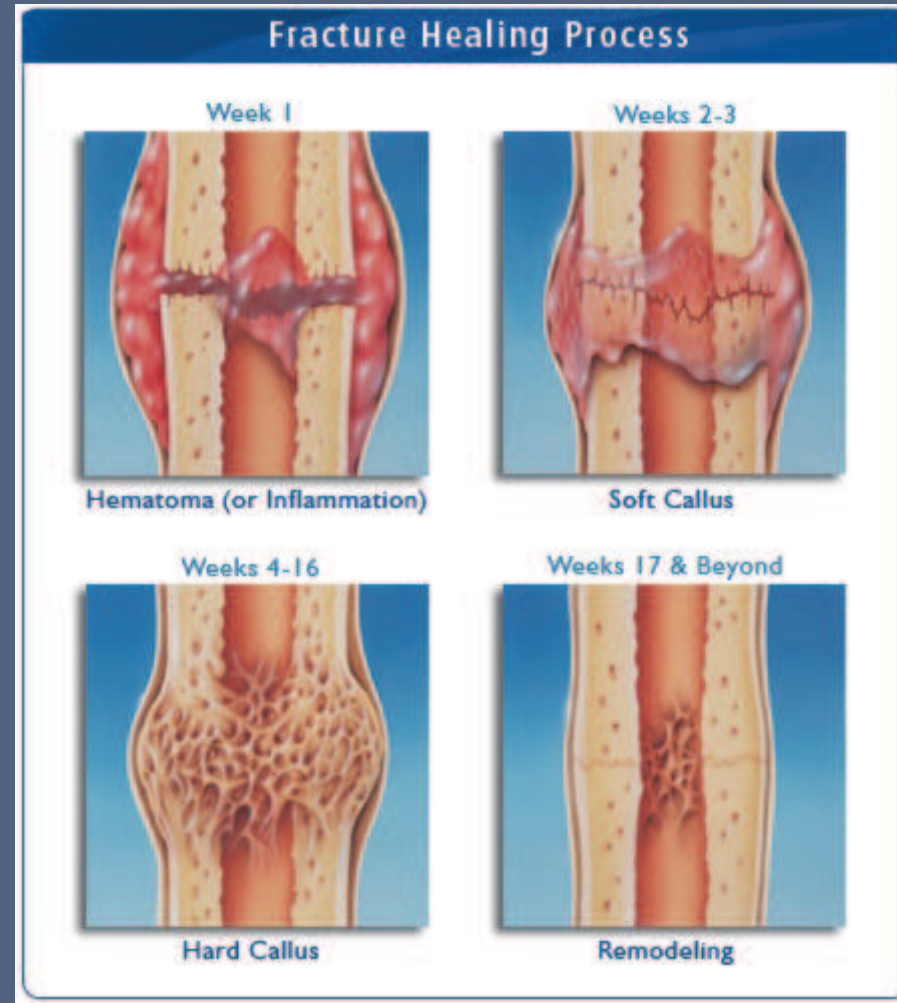 Fracture Healing Process
Week 1
Weeks 2-3
Hematoma (or Inflammation)
Soft Callus
Weeks 4-16
Weeks 17 & Beyond
Hard Callus
Remodeling